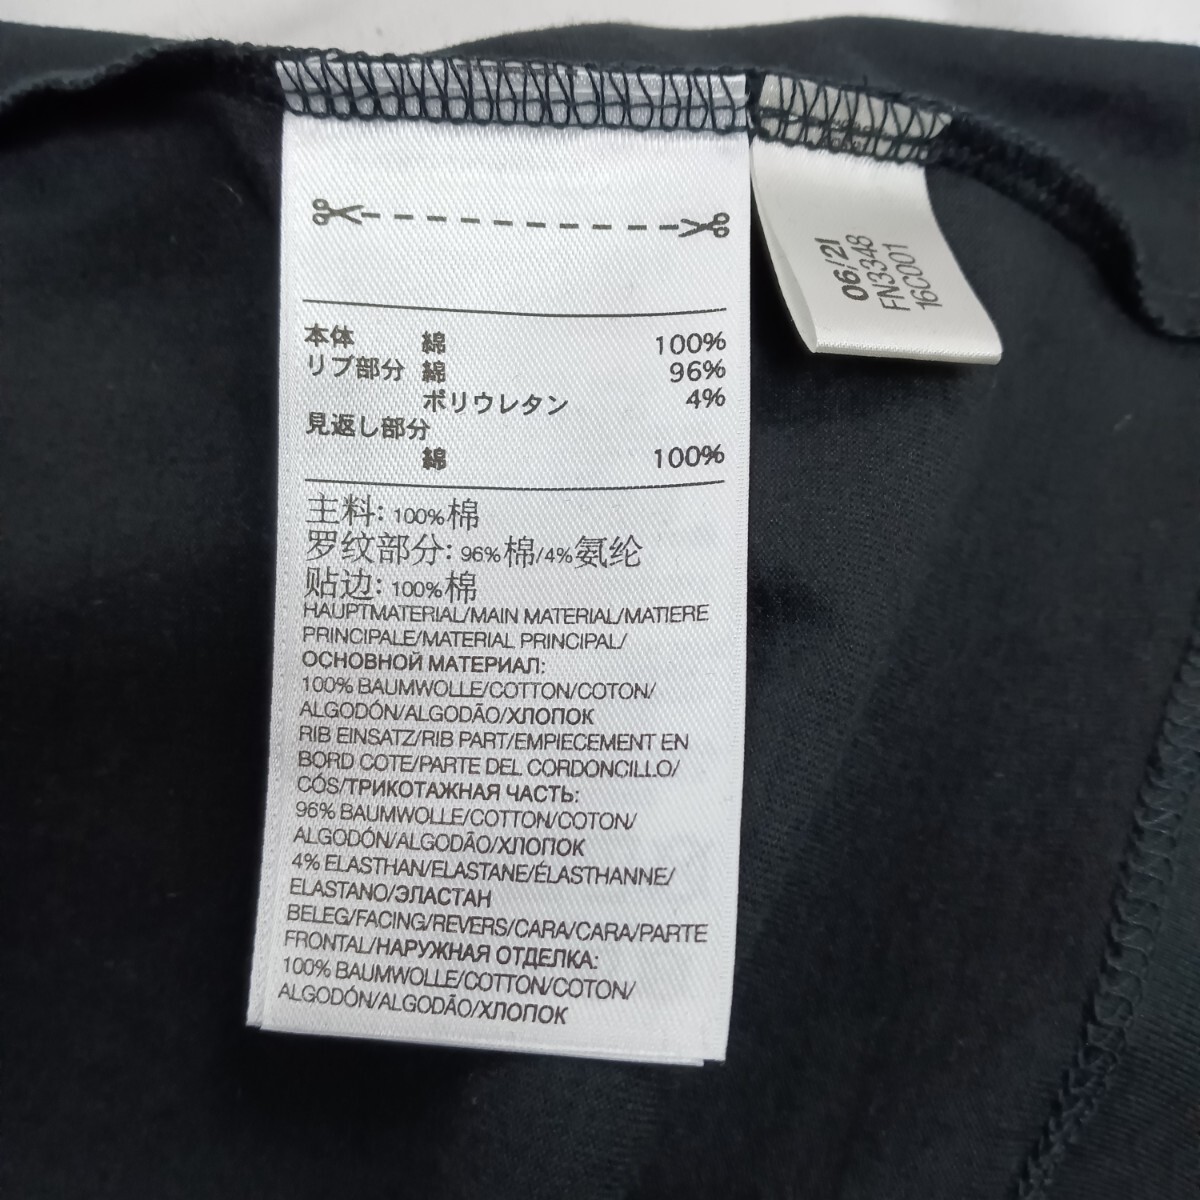 本体 綿 100%
リブ部分 綿 96%
ポリウレタン 4%
見返し部分
綿 100%
主料: 100%棉
罗纹部分: 96%棉/4%氨纶
贴边: 100%棉
HAUPTMATERIAL/MAIN MATERIAL/MATIERE
PRINCIPALE/MATERIAL PRINCIPAL/
ОСНОВНОЙ МАТЕРИАЛ:
100% BAUMWOLLE/COTTON/COTON/
ALGODÓN/ALGODÃO/ХЛОПОК
RIB EINSATZ/RIB PART/EMPIECEMENT EN
BORD COTE/PARTE DEL CORDONCILLO/
CÓS/ТРИКОТАЖНАЯ ЧАСТЬ:
96% BAUMWOLLE/COTTON/COTON/
ALGODÓN/ALGODÃO/ХЛОПОК
4% ELASTHAN/ELASTANE/ÉLASTHANNE/
ELASTANO/ЭЛАСТАН
BELEG/FACING/REVERS/CARA/CARA/PARTE
FRONTAL/НАРУЖНАЯ ОТДЕЛКА:
100% BAUMWOLLE/COTTON/COTON/
ALGODÓN/ALGODÃO/ХЛОПОК
06/21
FN3348
16C001